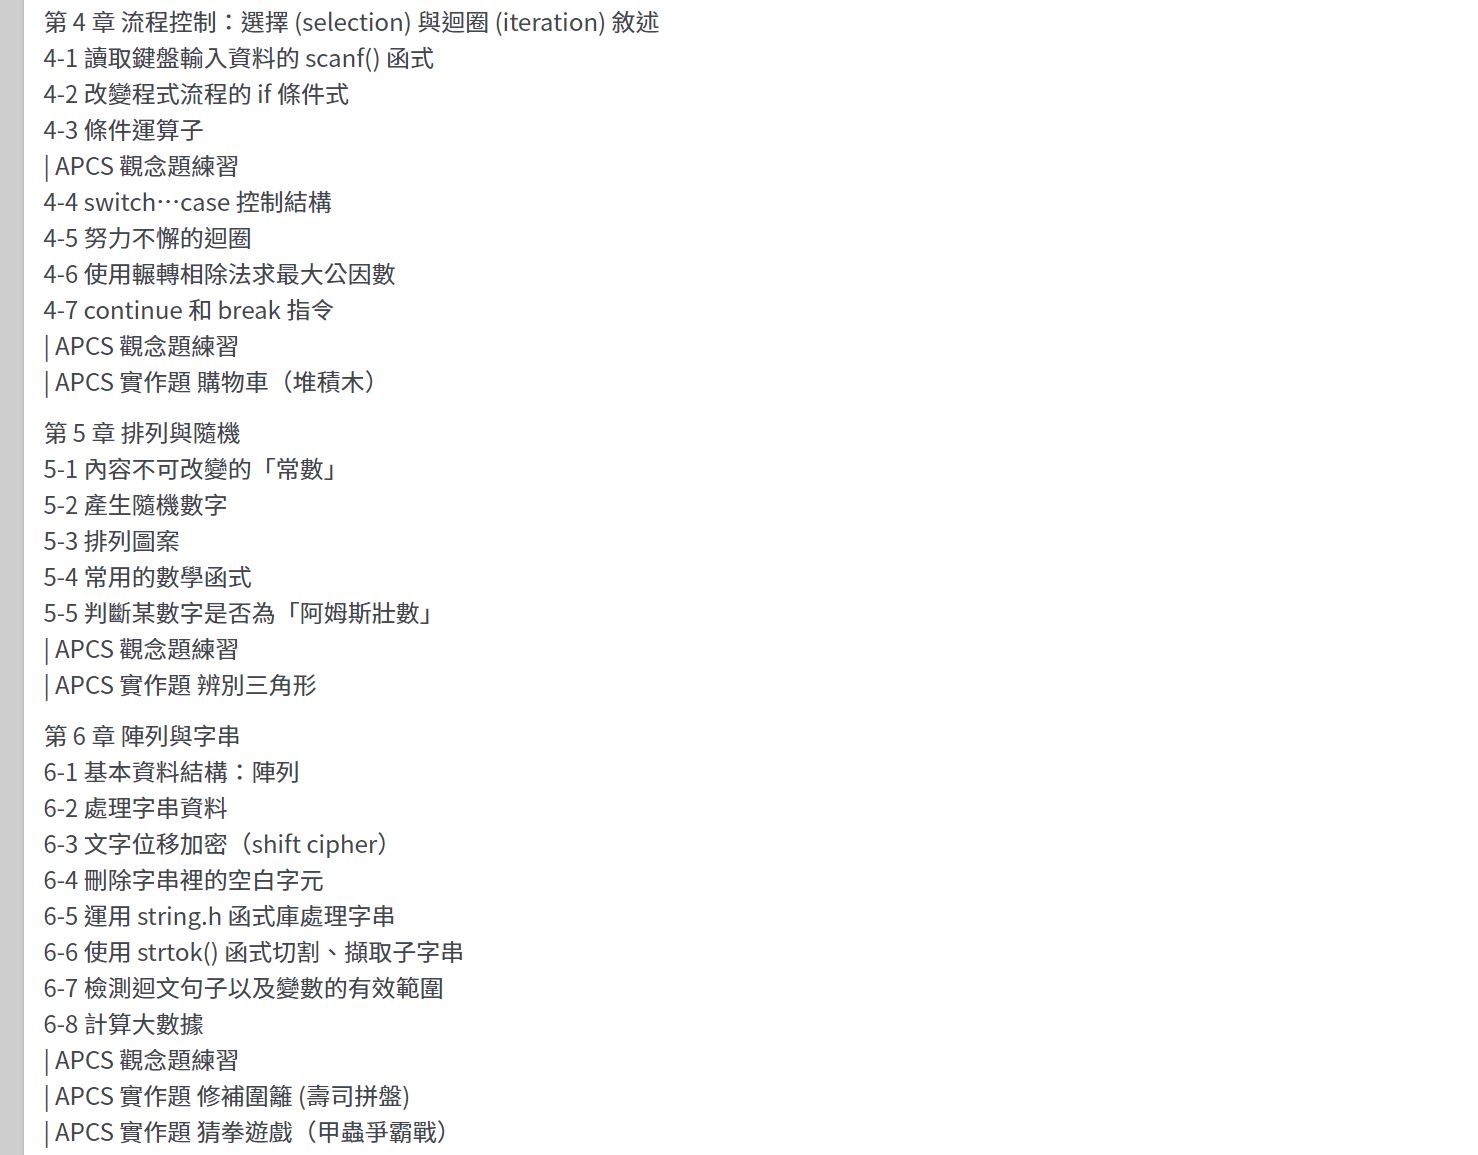 第 4 章 流程控制：選擇 (selection) 與迴圈 (iteration) 敘述
4-1 讀取鍵盤輸入資料的 scanf() 函式
4-2 改變程式流程的 if 條件式
4-3 條件運算子
| APCS 觀念題練習
4-4 switch…case 控制結構
4-5 努力不懈的迴圈
4-6 使用輾轉相除法求最大公因數
4-7 continue 和 break 指令
| APCS 觀念題練習
| APCS 實作題 購物車（堆積木）
第 5 章 排列與隨機
5-1 內容不可改變的「常數」
5-2 產生隨機數字
5-3 排列圖案
5-4 常用的數學函式
5-5 判斷某數字是否為「阿姆斯壯數」
| APCS 觀念題練習
| APCS 實作題 辨別三角形
第 6 章 陣列與字串
6-1 基本資料結構：陣列
6-2 處理字串資料
6-3 文字位移加密（shift cipher）
6-4 刪除字串裡的空白字元
6-5 運用 string.h 函式庫處理字串
6-6 使用 strtok() 函式切割、擷取子字串
6-7 檢測迴文句子以及變數的有效範圍
6-8 計算大數據
| APCS 觀念題練習
| APCS 實作題 修補圍籬 (壽司拼盤)
| APCS 實作題 猜拳遊戲（甲蟲爭霸戰）